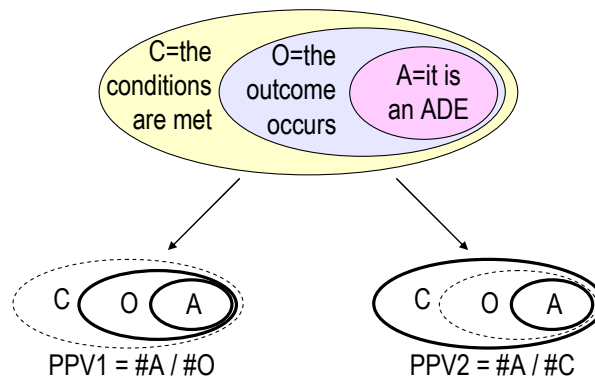 C=the
conditions
are met
O=the
outcome
occurs
A=it is
an ADE
C O A
PPV1 = #A / #O
C O A
PPV2 = #A / #C